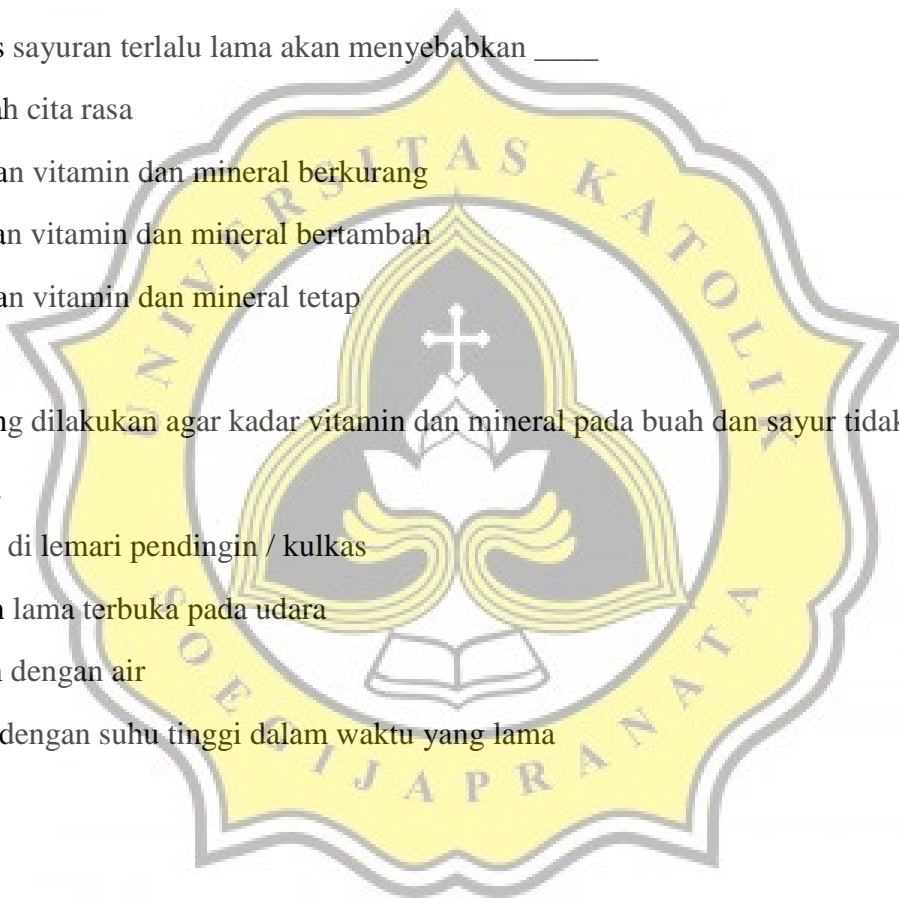 s sayuran terlalu lama akan menyebabkan ____
ah cita rasa
an vitamin dan mineral berkurang
an vitamin dan mineral bertambah
an vitamin dan mineral tetap
ng dilakukan agar kadar vitamin dan mineral pada buah dan sayur tidak
di lemari pendingin / kulkas
n lama terbuka pada udara
n dengan air
dengan suhu tinggi dalam waktu yang lama
UNIVERSITAS KATOLIK
SOEGIJAPRANATA